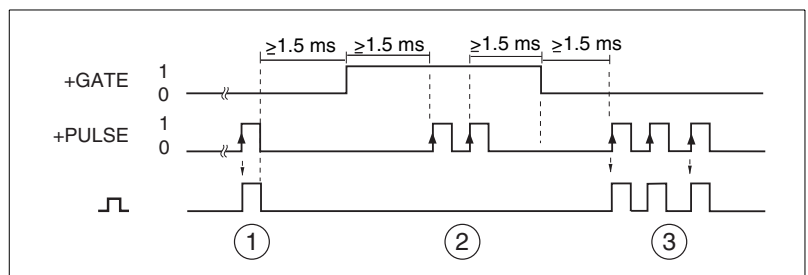 ≥1.5 ms ≥1.5 ms ≥1.5 ms ≥1.5 ms
+GATE 1
0
+PULSE 1
0
1 2 3